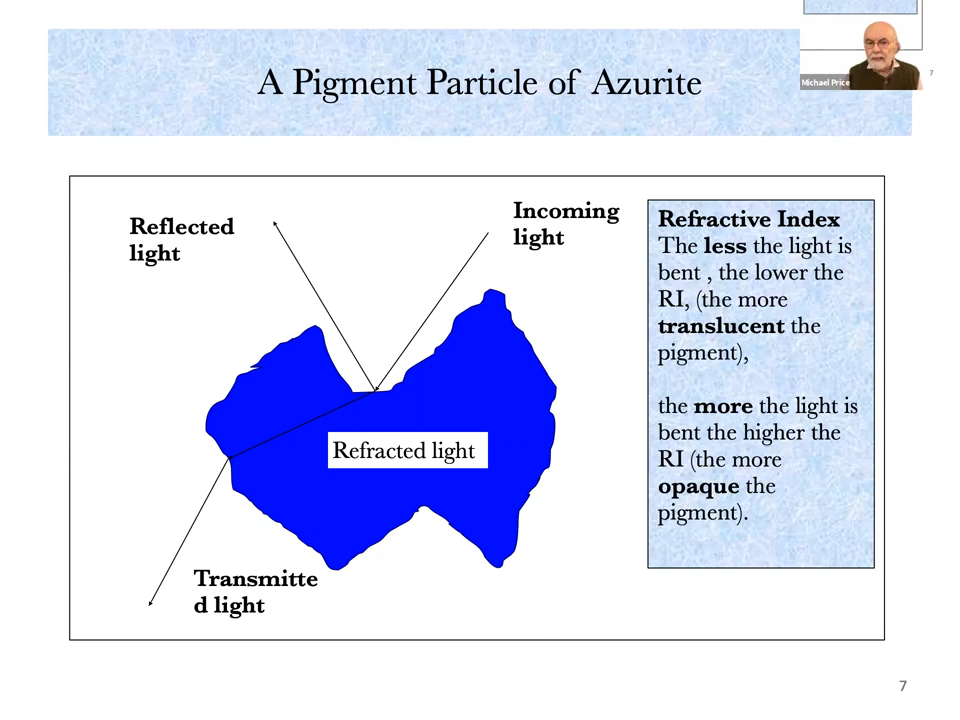 A Pigment Particle of Azurite
Michael Price
7
Reflected
light
Incoming
light
Refracted light
Transmitte
d light
Refractive Index
The less the light is
bent , the lower the
RI, (the more
translucent the
pigment),
the more the light is
bent the higher the
RI (the more
opaque the
pigment).
7